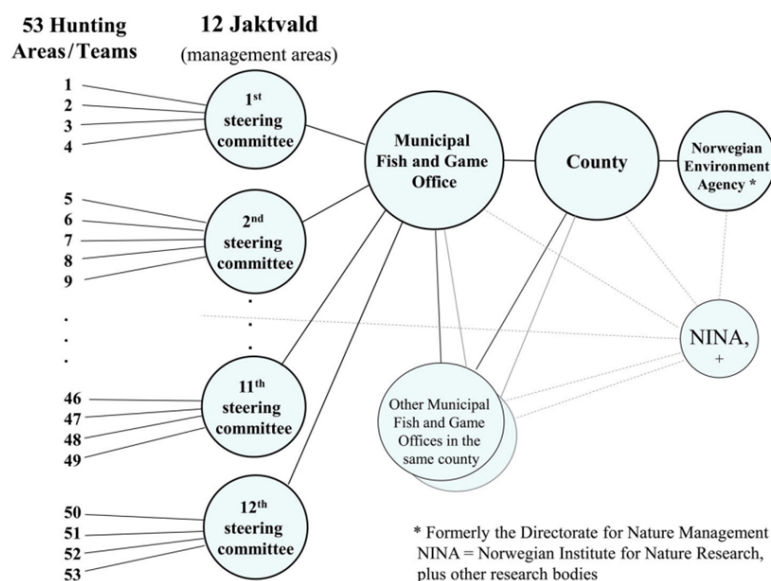 53 Hunting
Areas/Teams
12 Jaktvald
(management areas)
1
2
3
4
1st
steering
committee
5
6
7
8
9
2nd
steering
committee
46
47
48
49
11th
steering
committee
50
51
52
53
12th
steering
committee
Municipal
Fish and Game
Office
County
Norwegian
Environment
Agency *
NINA,
+
Other Municipal
Fish and Game
Offices in the
same county
* Formerly the Directorate for Nature Management
NINA = Norwegian Institute for Nature Research,
plus other research bodies